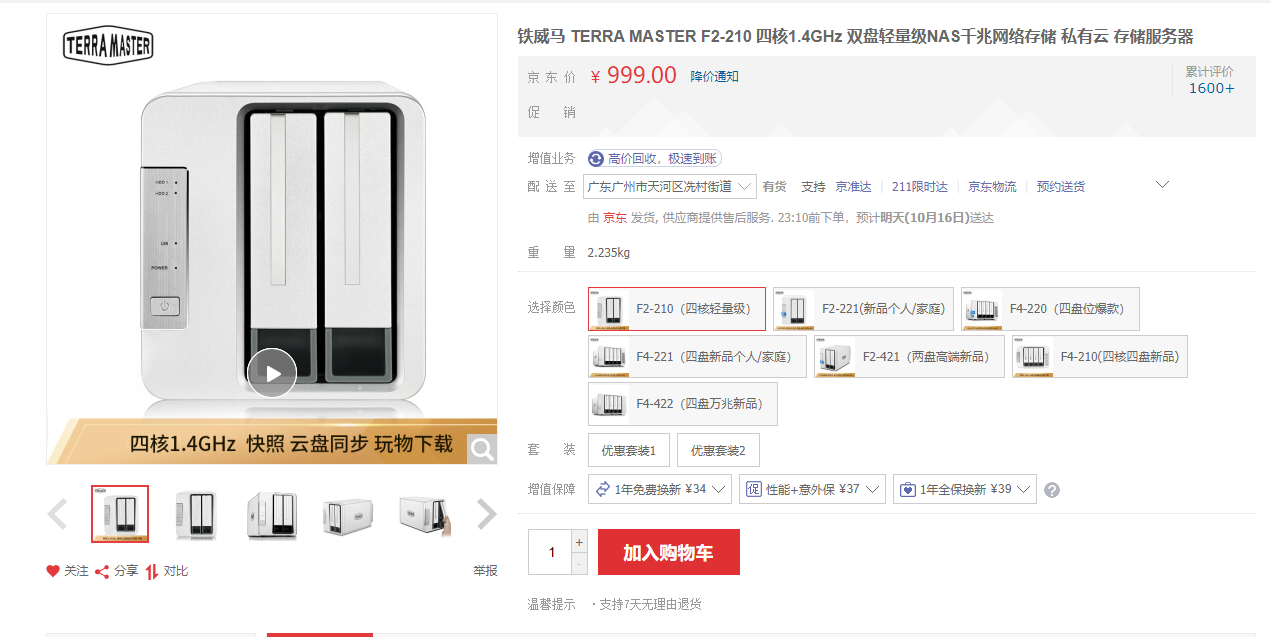 TERRAMASTER
铁威马 TERRA MASTER F2-210 四核1.4GHz 双盘轻量级NAS千兆网络存储 私有云 存储服务器
京东价 ¥ 999.00 降价通知
累计评价
1600+
促销
增值业务 高价回收，极速到账
配送至 广东广州市天河区冼村街道 有货 支持 京准达 211限时达 京东物流 预约送货
由 京东 发货, 供应商提供售后服务. 23:10前下单，预计明天(10月16日)送达
重量 2.235kg
选择颜色 F2-210（四核轻量级） F2-221(新品个人/家庭) F4-220（四盘位爆款）
F4-221（四盘新品个人/家庭） F2-421（两盘高端新品） F4-210(四核四盘新品)
F4-422（四盘万兆新品）
套装 优惠套装1 优惠套装2
增值保障 1年免费换新 ¥34 促 性能+意外保 ¥37 1年全保换新 ¥39 ?
1 + -
加入购物车
温馨提示 ·支持7天无理由退货
HDD 1
HDD 2
LAN
POWER
四核1.4GHz 快照 云盘同步 玩物下载
关注 分享 对比 举报